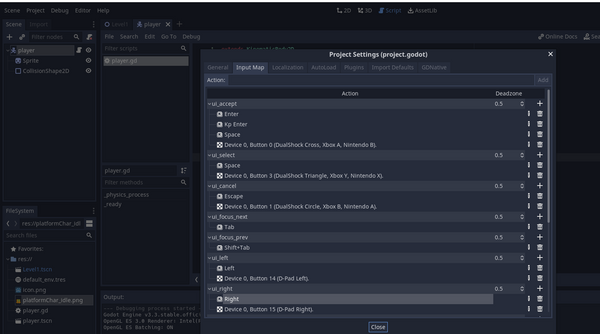 Scene Project Debug Editor Help
2D 3D Script AssetLib
Scene Import
Level1 player
Filter nodes
File Search Edit Go To Debug
Online Docs
player
Filter scripts
Sprite
player.gd
CollisionShape2D
Project Settings (project.godot)
General Input Map Localization AutoLoad Plugins Import Defaults GDNative
Action: Add
Action Deadzone
ui_accept 0.5
Enter
Kp Enter
Space
Device 0, Button 0 (DualShock Cross, Xbox A, Nintendo B).
ui_select 0.5
Space
Device 0, Button 3 (DualShock Triangle, Xbox Y, Nintendo X).
ui_cancel 0.5
Escape
Device 0, Button 1 (DualShock Circle, Xbox B, Nintendo A).
ui_focus_next 0.5
Tab
ui_focus_prev 0.5
Shift+Tab
ui_left 0.5
Left
Device 0, Button 14 (D-Pad Left).
ui_right 0.5
Right
Device 0, Button 15 (D-Pad Right).
Close
player.gd
Filter methods
_physics_process
_ready
FileSystem
res://platformChar_idl
Search files
Favorites:
res://
Level1.tscn
default_env.tres
icon.png
platformChar_idle.png
player.gd
player.tscn
Output:
--- Debugging process started
Godot Engine v3.3.stable.offic
OpenGL ES 3.0 Renderer:
OpenGL ES Batching: ON